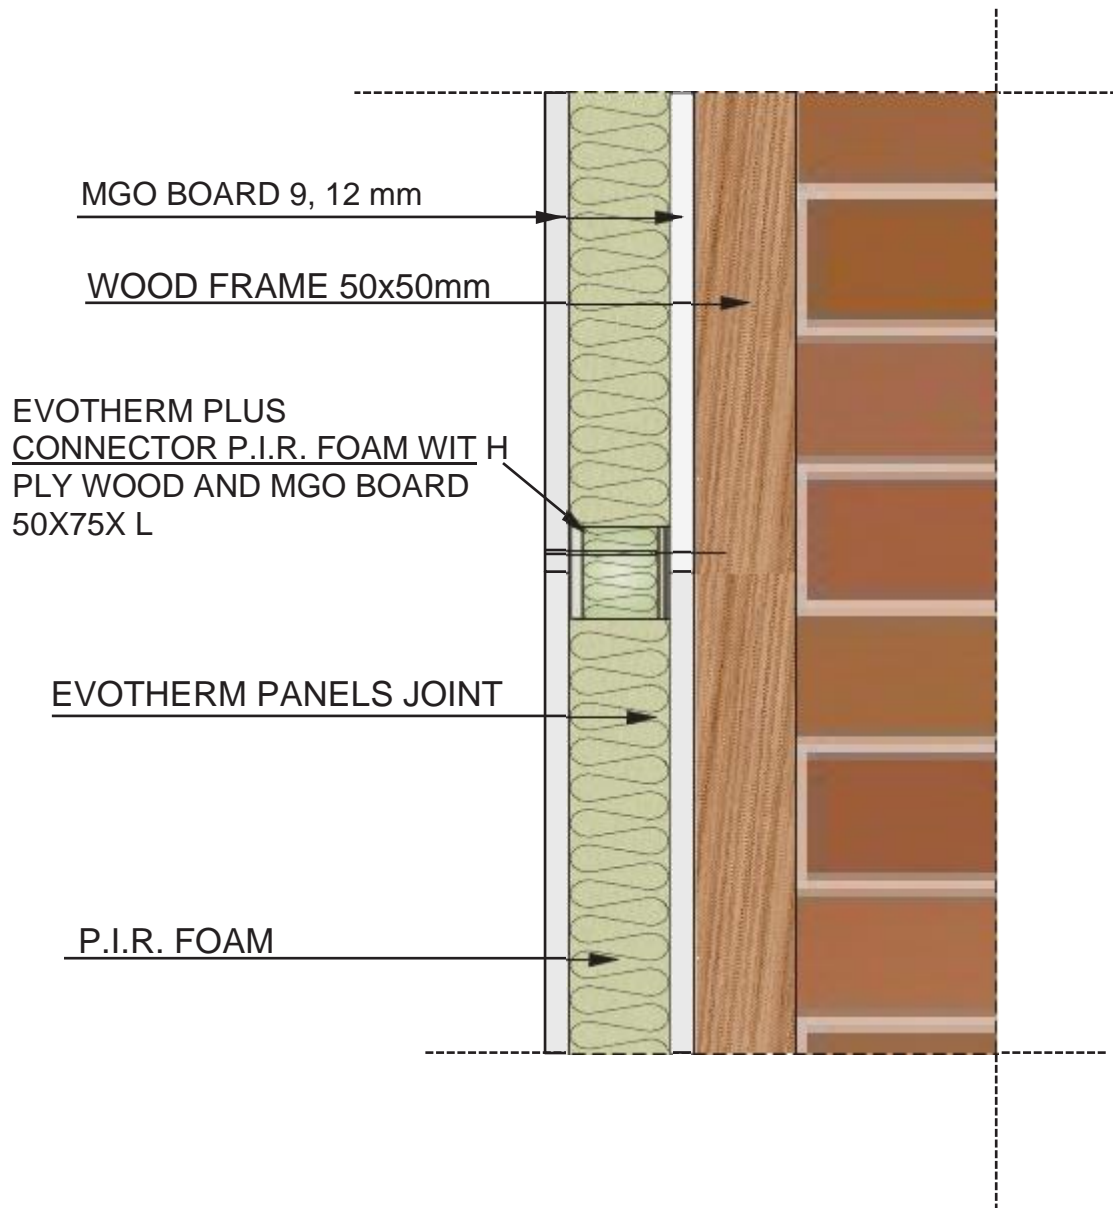 MGO BOARD 9, 12 mm
WOOD FRAME 50x50mm
EVOTHERM PLUS
CONNECTOR P.I.R. FOAM WIT H
PLY WOOD AND MGO BOARD
50X75X L
EVOTHERM PANELS JOINT
P.I.R. FOAM